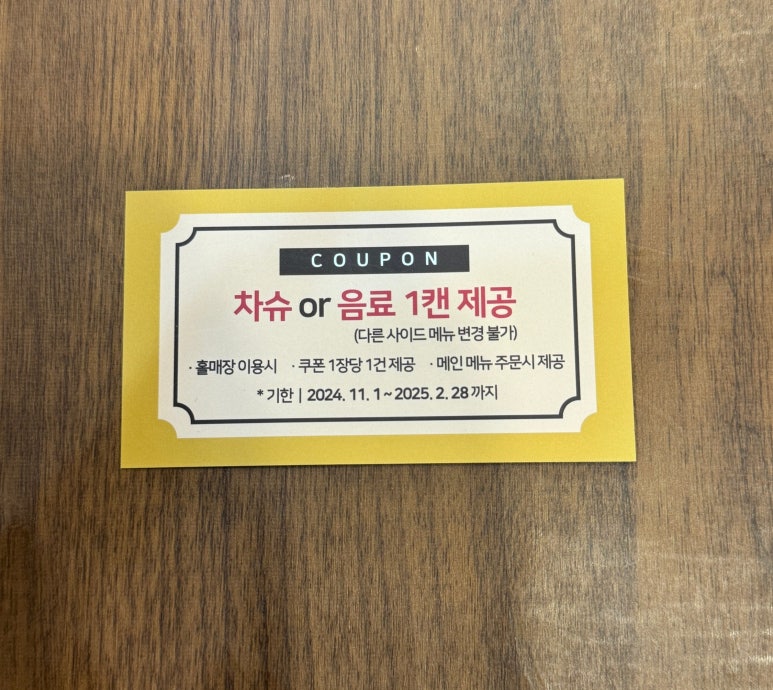 COUPON
차슈 or 음료 1캔 제공
(다른 사이드 메뉴 변경 불가)
· 홀매장 이용시 · 쿠폰 1장당 1건 제공 · 메인 메뉴 주문시 제공
* 기한 | 2024. 11. 1 ~ 2025. 2. 28 까지